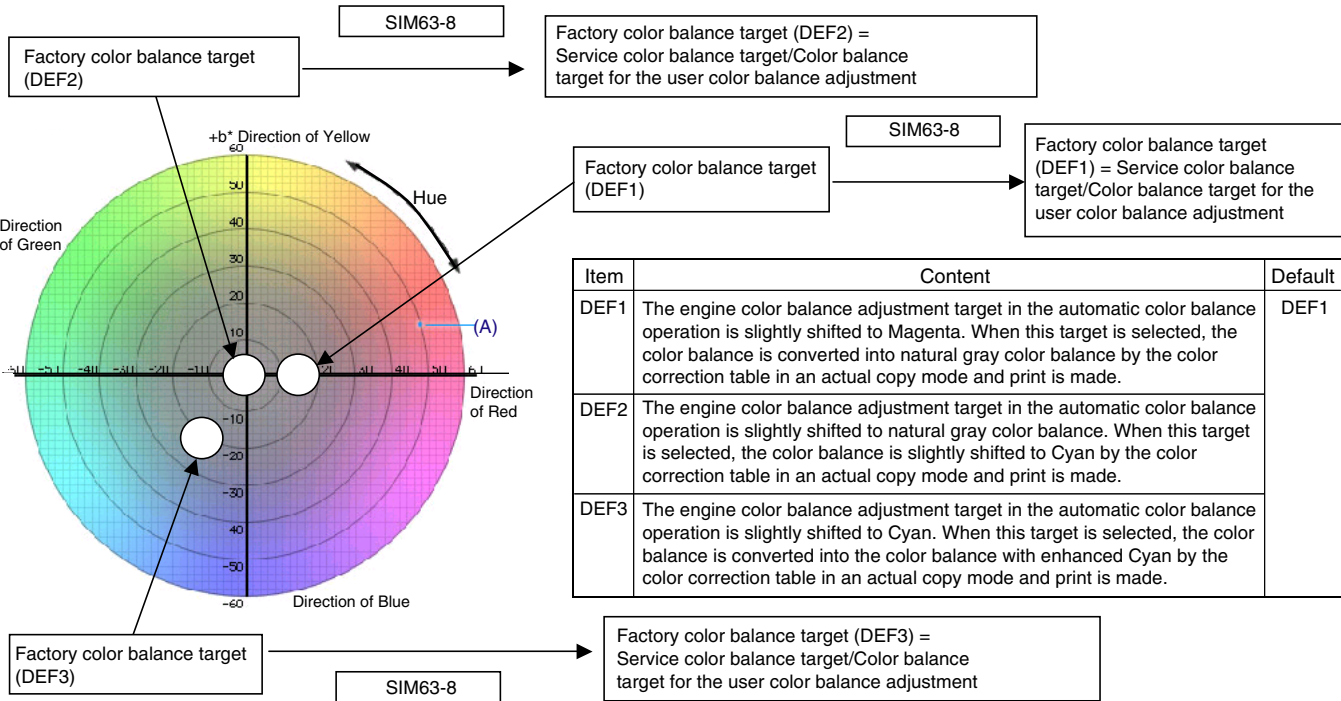 SIM63-8
Factory color balance target
(DEF2)
Factory color balance target (DEF2) =
Service color balance target/Color balance
target for the user color balance adjustment
SIM63-8
Factory color balance target
(DEF1)
Factory color balance target
(DEF1) = Service color balance
target/Color balance target for the
user color balance adjustment
+b* Direction of Yellow
60
50
40
30
20
10
Hue
Direction
of Green
(A)
-40
-30
-20
-10
20
30
40
50
Direction
of Red
-10
-20
-30
40
-50
-60
Direction of Blue
Item Content Default
DEF1 The engine color balance adjustment target in the automatic color balance DEF1
operation is slightly shifted to Magenta. When this target is selected, the
color balance is converted into natural gray color balance by the color
correction table in an actual copy mode and print is made.
DEF2 The engine color balance adjustment target in the automatic color balance
operation is slightly shifted to natural gray color balance. When this target
is selected, the color balance is slightly shifted to Cyan by the color
correction table in an actual copy mode and print is made.
DEF3 The engine color balance adjustment target in the automatic color balance
operation is slightly shifted to Cyan. When this target is selected, the color
balance is converted into the color balance with enhanced Cyan by the
color correction table in an actual copy mode and print is made.
Factory color balance target
(DEF3)
SIM63-8
Factory color balance target (DEF3) =
Service color balance target/Color balance
target for the user color balance adjustment